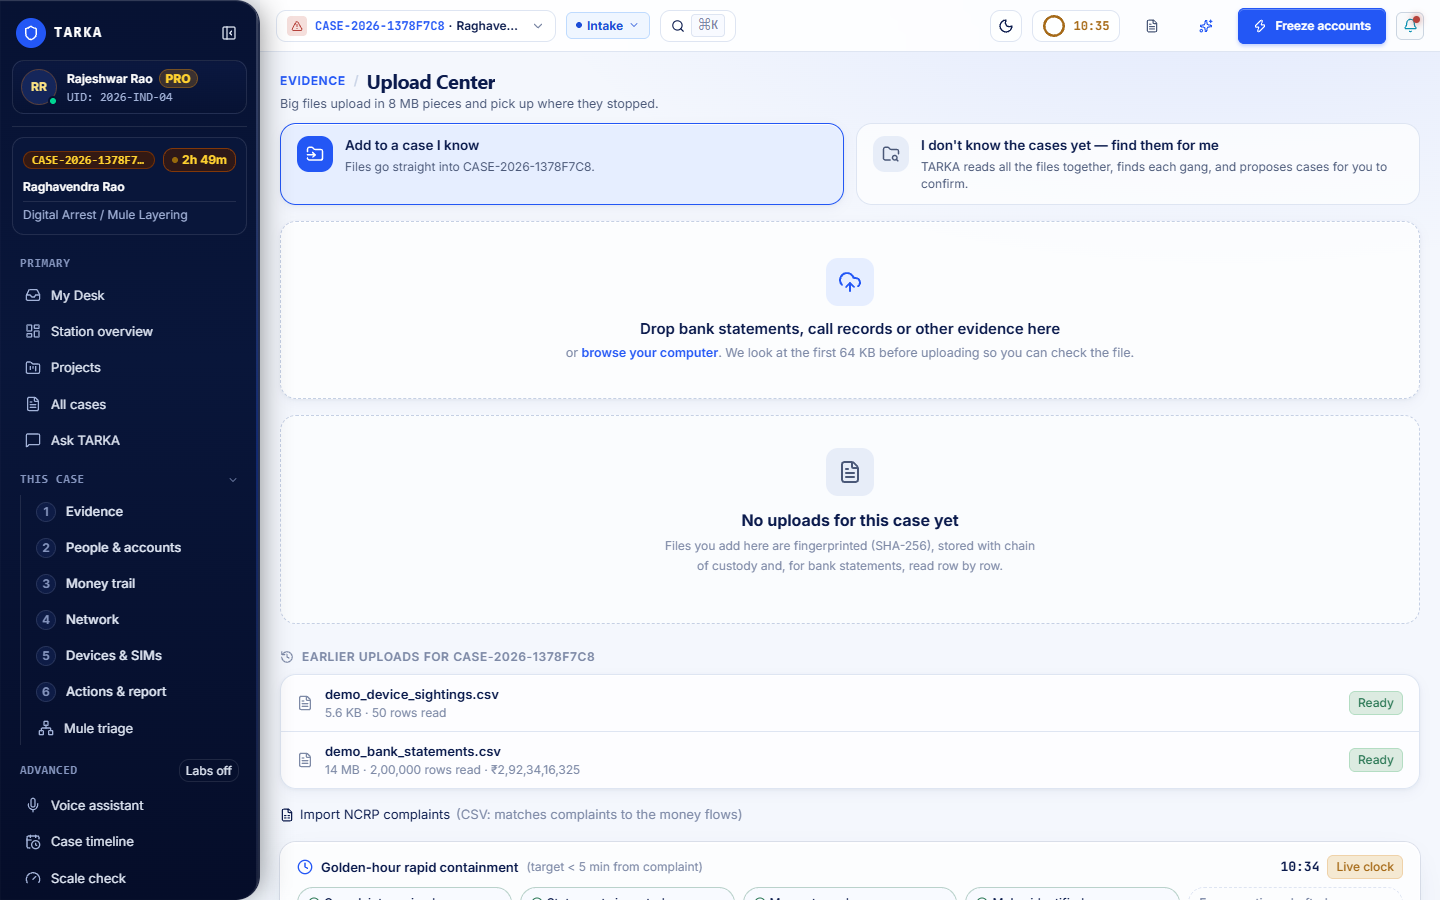 TARKA
RR
Rajeshwar Rao PRO
UID: 2026-IND-04
CASE-2026-1378F7... 2h 49m
Raghavendra Rao
Digital Arrest / Mule Layering
PRIMARY
My Desk
Station overview
Projects
All cases
Ask TARKA
THIS CASE
1 Evidence
2 People & accounts
3 Money trail
4 Network
5 Devices & SIMs
6 Actions & report
Mule triage
ADVANCED Labs off
Voice assistant
Case timeline
Scale check
CASE-2026-1378F7C8 · Raghave... Intake ⌘K 10:35 Freeze accounts
EVIDENCE / Upload Center
Big files upload in 8 MB pieces and pick up where they stopped.
Add to a case I know
Files go straight into CASE-2026-1378F7C8.
I don't know the cases yet — find them for me
TARKA reads all the files together, finds each gang, and proposes cases for you to
confirm.
Drop bank statements, call records or other evidence here
or browse your computer. We look at the first 64 KB before uploading so you can check the file.
No uploads for this case yet
Files you add here are fingerprinted (SHA-256), stored with chain
of custody and, for bank statements, read row by row.
EARLIER UPLOADS FOR CASE-2026-1378F7C8
demo_device_sightings.csv
5.6 KB · 50 rows read
Ready
demo_bank_statements.csv
14 MB · 2,00,000 rows read · ₹2,92,34,16,325
Ready
Import NCRP complaints (CSV: matches complaints to the money flows)
Golden-hour rapid containment (target < 5 min from complaint) 10:34 Live clock